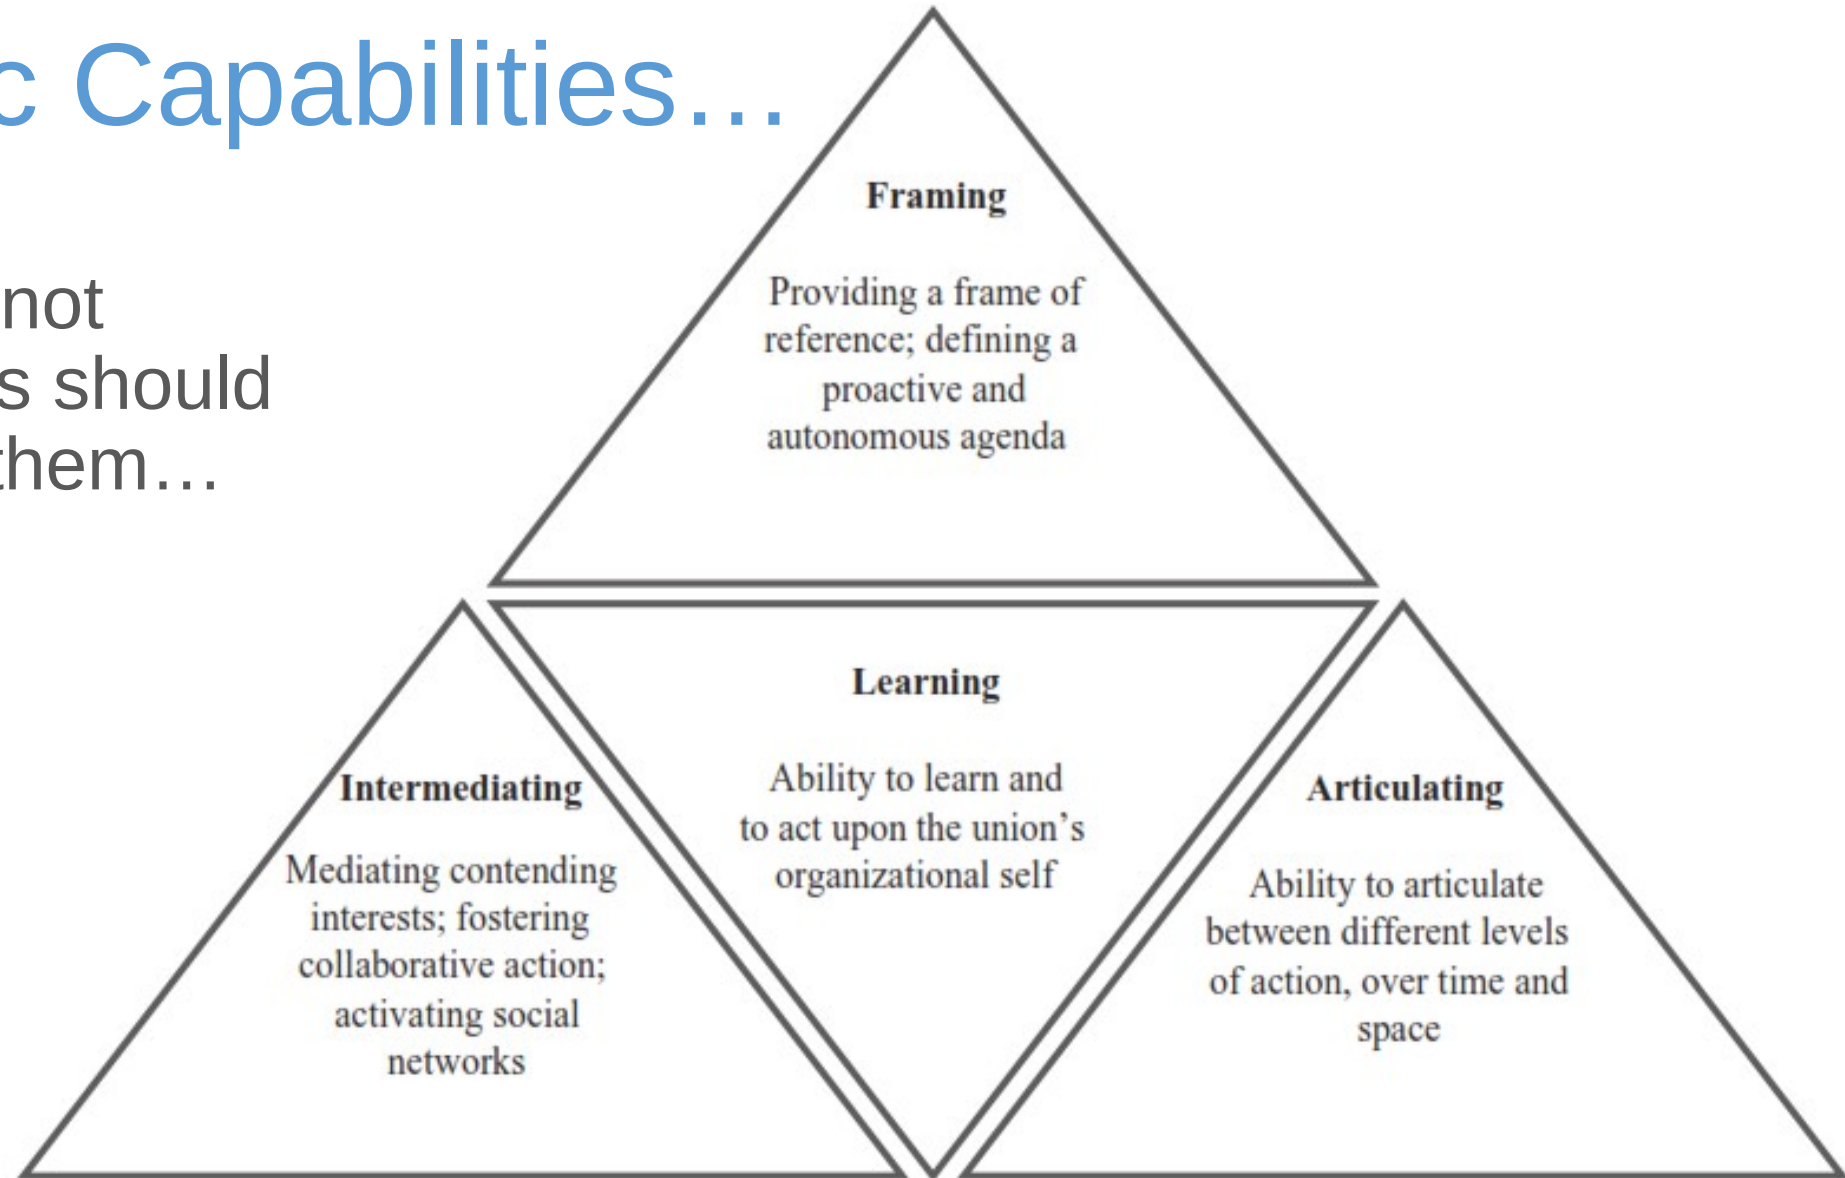 c Capabilities…
not
s should
them…
Framing
Providing a frame of
reference; defining a
proactive and
autonomous agenda
Learning
Ability to learn and
to act upon the union’s
organizational self
Intermediating
Mediating contending
interests; fostering
collaborative action;
activating social
networks
Articulating
Ability to articulate
between different levels
of action, over time and
space